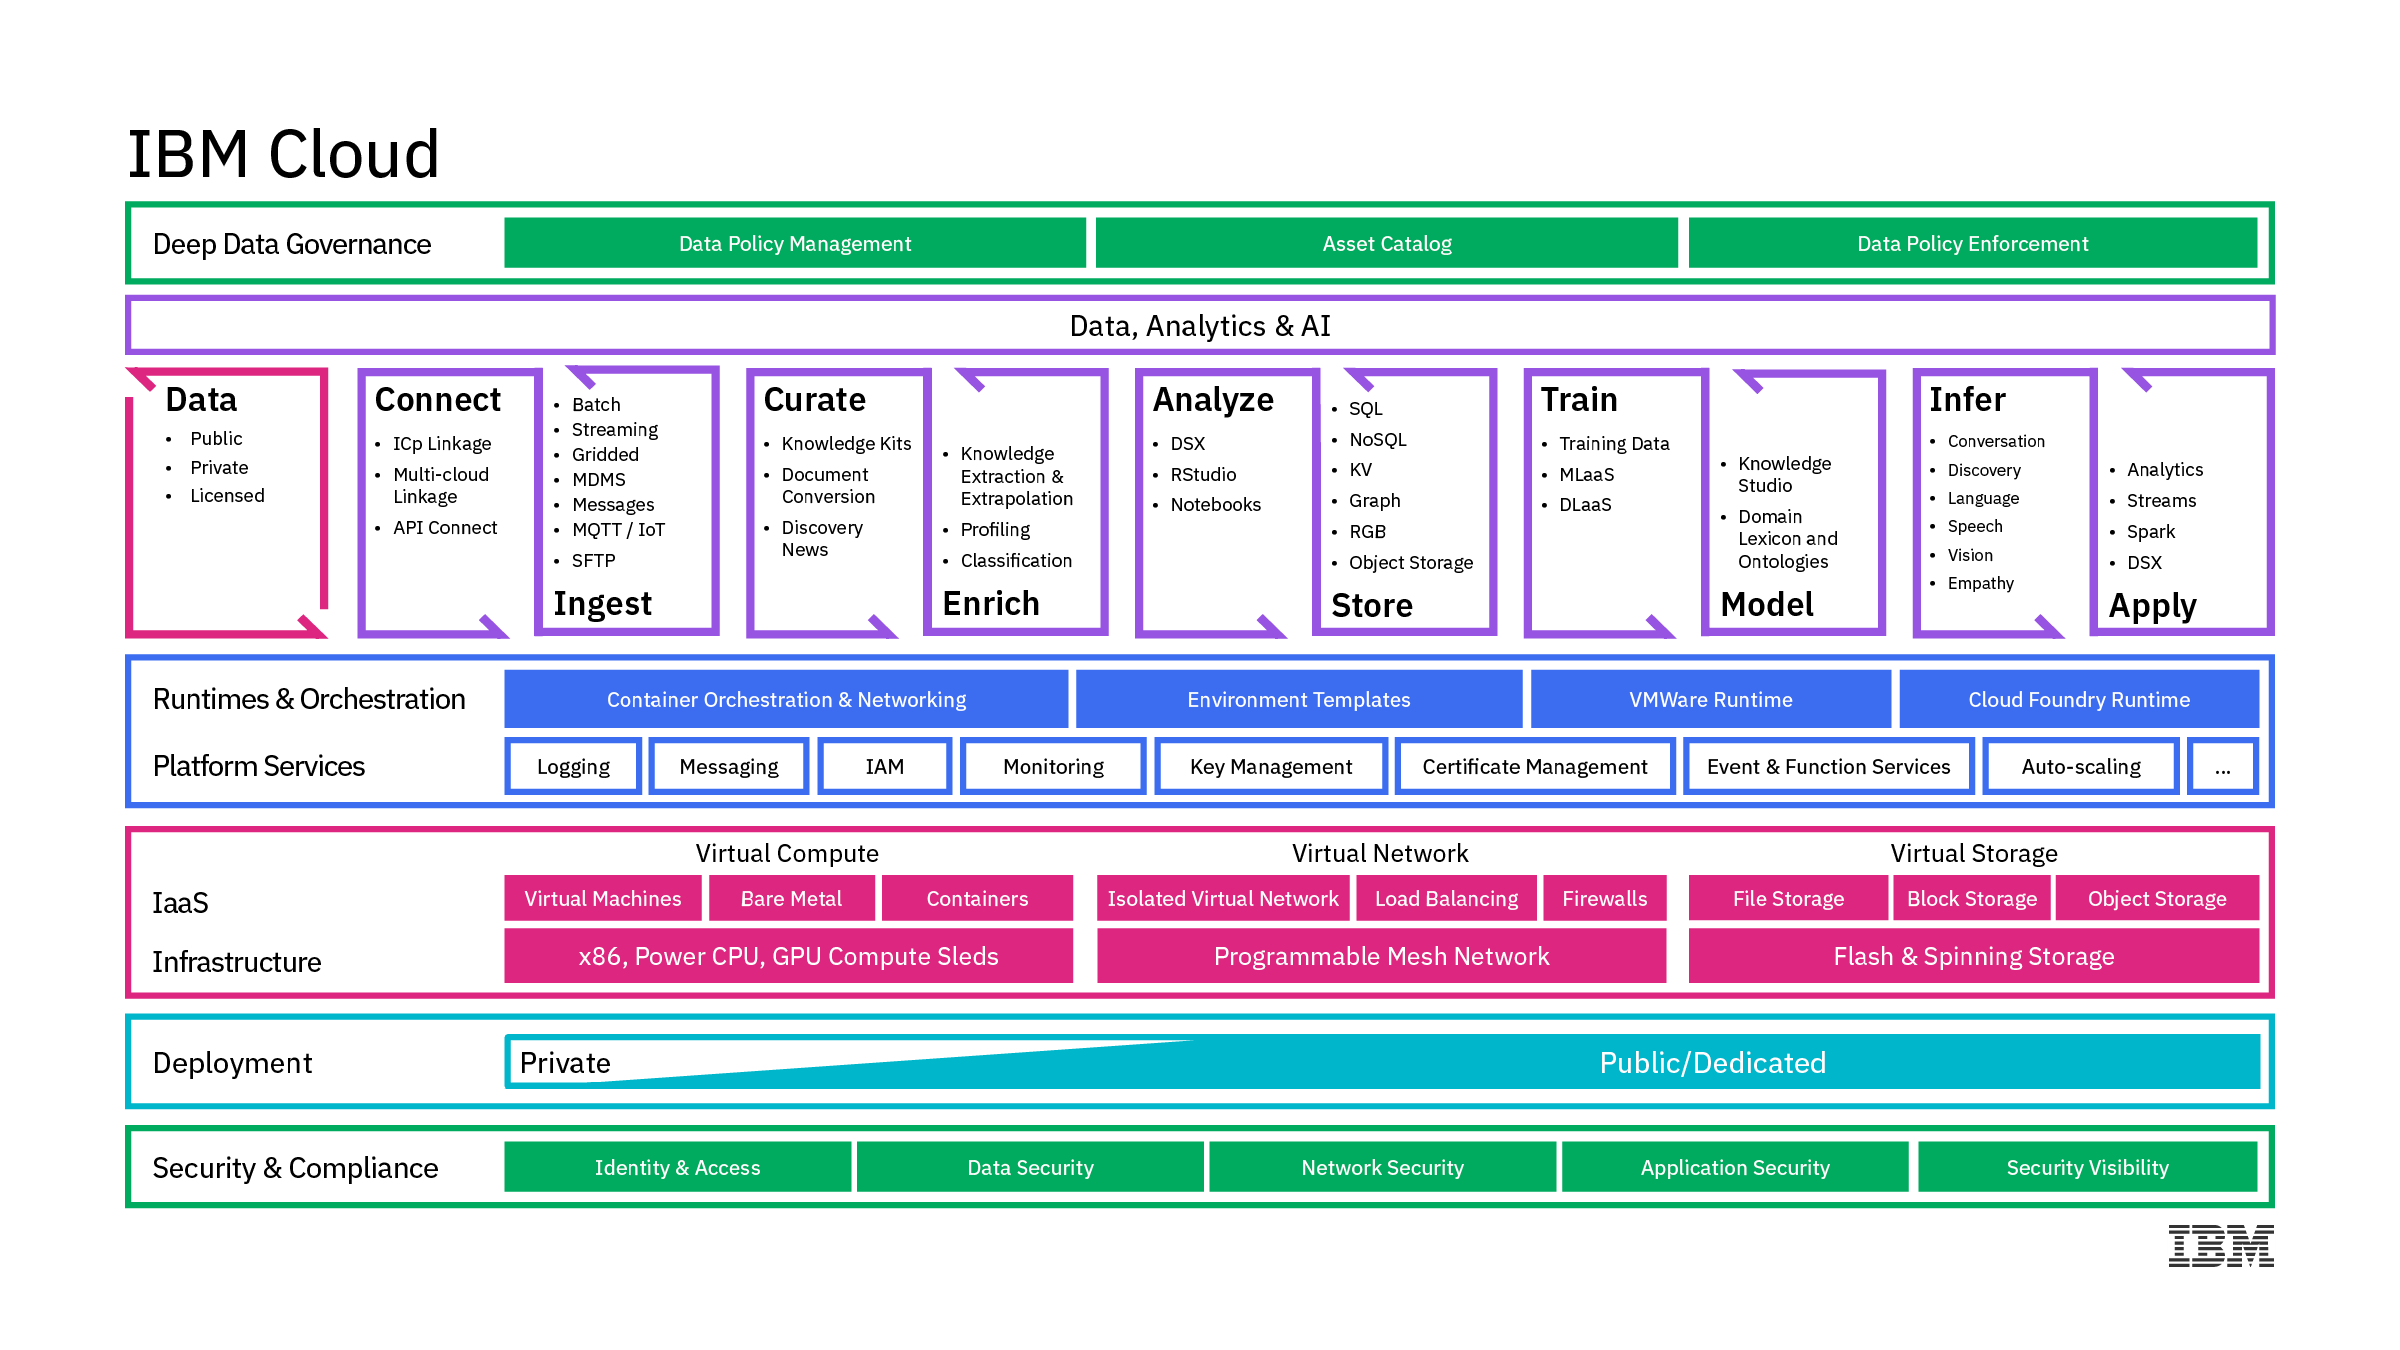 IBM Cloud
Deep Data Governance
Data Policy Management
Asset Catalog
Data Policy Enforcement
Data, Analytics & AI
Data
• Public
• Private
• Licensed
Connect
• ICp Linkage
• Multi-cloud
Linkage
• API Connect
• Batch
• Streaming
• Gridded
• MDMS
• Messages
• MQTT / IoT
• SFTP
Ingest
Curate
• Knowledge Kits
• Document
Conversion
• Discovery
News
• Knowledge
Extraction &
Extrapolation
• Profiling
• Classification
Enrich
Analyze
• DSX
• RStudio
• Notebooks
• SQL
• NoSQL
• KV
• Graph
• RGB
• Object Storage
Store
Train
• Training Data
• MLaaS
• DLaaS
• Knowledge
Studio
• Domain
Lexicon and
Ontologies
Model
Infer
• Conversation
• Discovery
• Language
• Speech
• Vision
• Empathy
• Analytics
• Streams
• Spark
• DSX
Apply
Runtimes & Orchestration
Container Orchestration & Networking
Environment Templates
VMWare Runtime
Cloud Foundry Runtime
Platform Services
Logging
Messaging
IAM
Monitoring
Key Management
Certificate Management
Event & Function Services
Auto-scaling
...
Virtual Compute
Virtual Network
Virtual Storage
IaaS
Virtual Machines
Bare Metal
Containers
Isolated Virtual Network
Load Balancing
Firewalls
File Storage
Block Storage
Object Storage
Infrastructure
x86, Power CPU, GPU Compute Sleds
Programmable Mesh Network
Flash & Spinning Storage
Deployment
Private
Public/Dedicated
Security & Compliance
Identity & Access
Data Security
Network Security
Application Security
Security Visibility
IBM